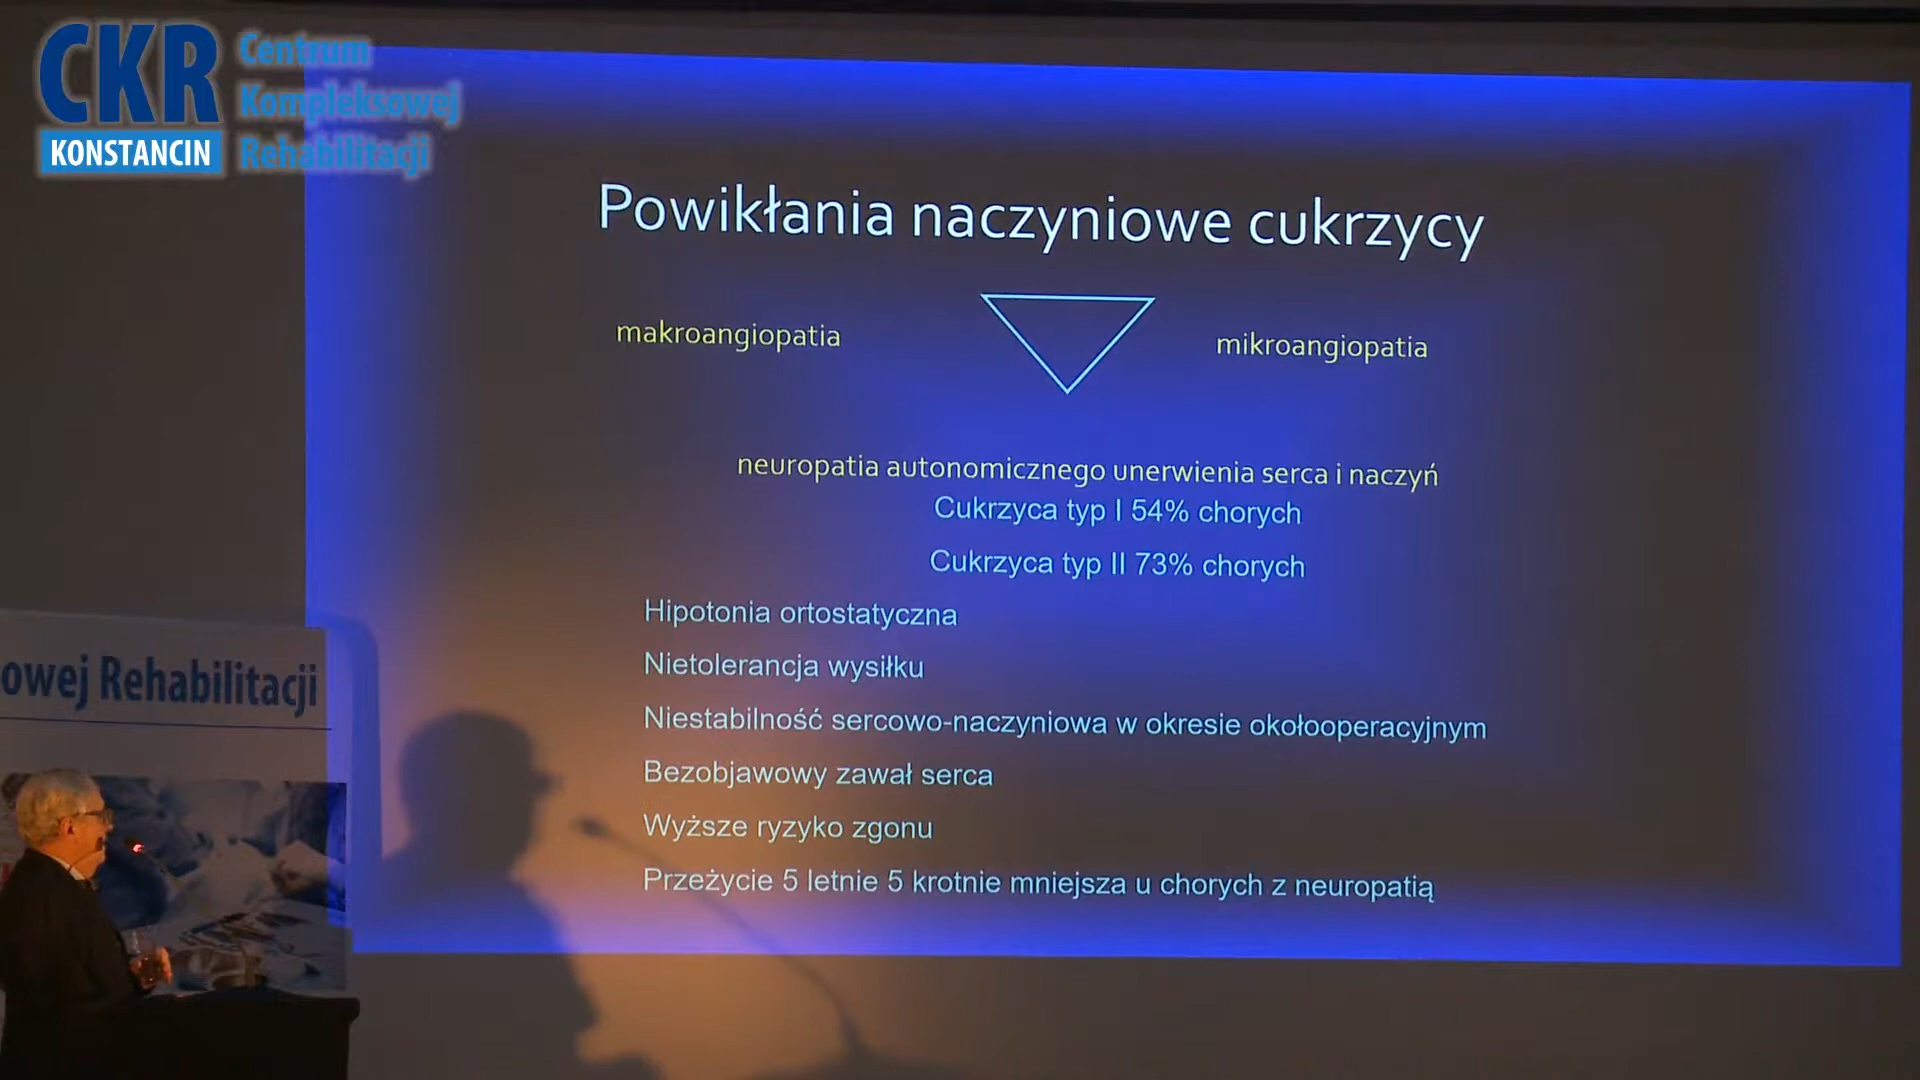 CKR
KONSTANCIN
Centrum
Kompleksowej
Rehabilitacji
Powikłania naczyniowe cukrzycy
makroangiopatia
mikroangiopatia
neuropatia autonomicznego unerwienia serca i naczyń
Cukrzyca typ I 54% chorych
Cukrzyca typ II 73% chorych
Hipotonia ortostatyczna
Nietolerancja wysiłku
Niestabilność sercowo-naczyniowa w okresie okołooperacyjnym
Bezobjawowy zawał serca
Wyższe ryzyko zgonu
Przeżycie 5 letnie 5 krotnie mniejsza u chorych z neuropatią
owej Rehabilitacji